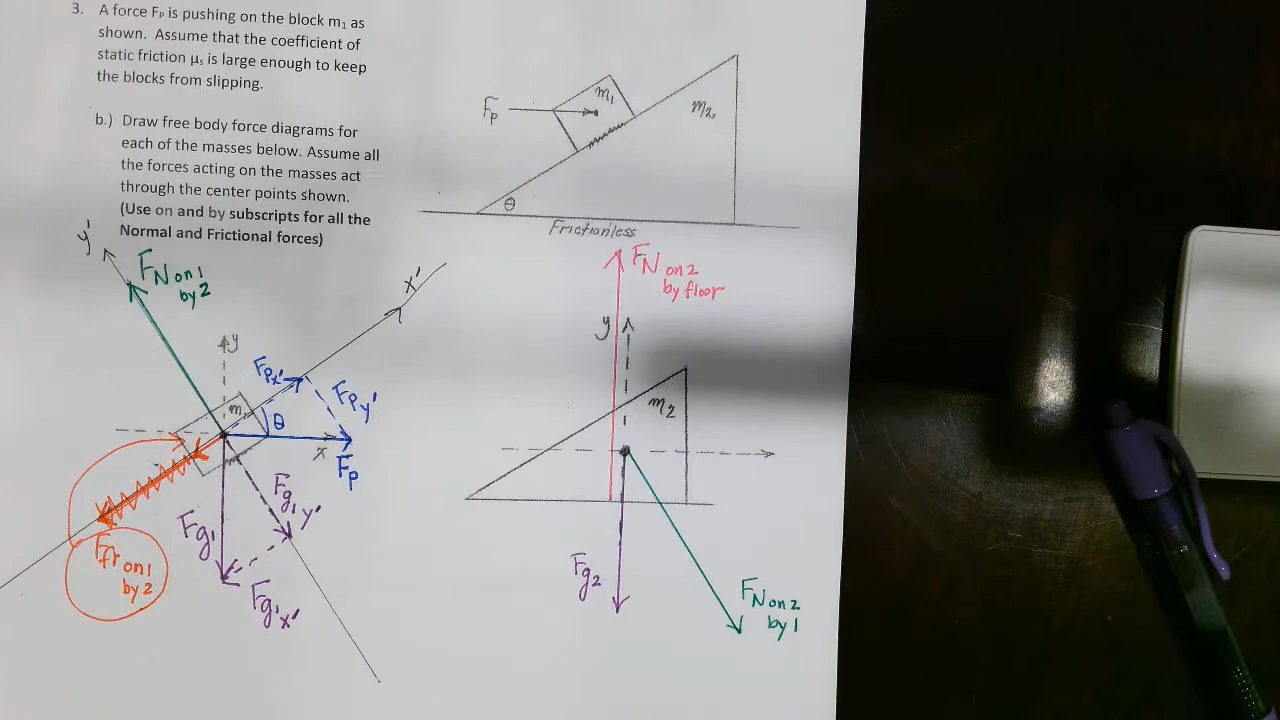 3. A force Fₚ is pushing on the block m₁ as
shown. Assume that the coefficient of
static friction μₛ is large enough to keep
the blocks from slipping.
b.) Draw free body force diagrams for
each of the masses below. Assume all
the forces acting on the masses act
through the center points shown.
(Use on and by subscripts for all the
Normal and Frictional forces)
Fₚ
m₁
m₂
θ
Frictionless
y'
F_N on 1
by 2
x'
y
F_Px'
F_Py'
m₁
θ
x
F_P
F_g₁
F_g₁y'
F_g₁x'
F_fr on 1
by 2
F_N on 2
by floor
y
m₂
F_g₂
F_N on 2
by 1